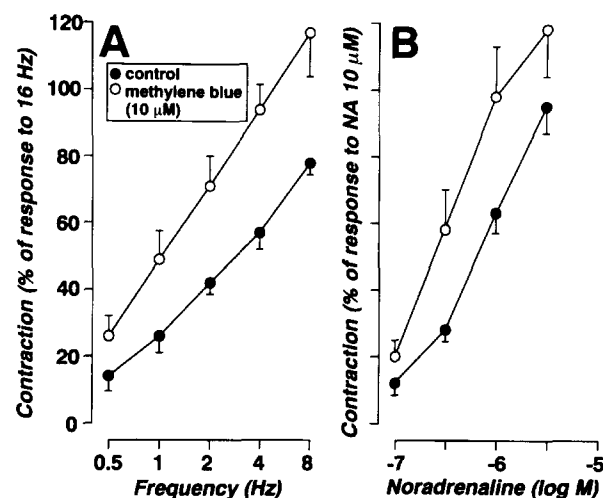 A
B
● control
○ methylene blue
(10 μM)
Contraction (% of response to 16 Hz)
120
100
80
60
40
20
0
0.5 1 2 4 8
Frequency (Hz)
Contraction (% of response to NA 10 μM)
-7 -6 -5
Noradrenaline (log M)